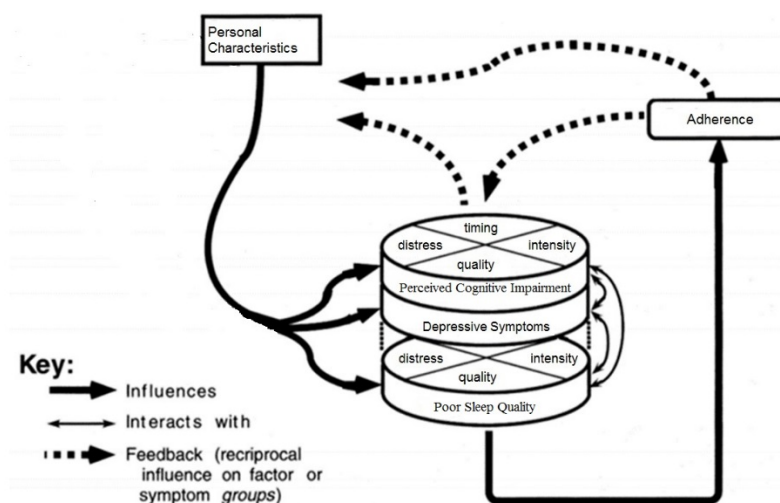 Personal
Characteristics
Adherence
timing
distress
intensity
quality
Perceived Cognitive Impairment
Depressive Symptoms
distress
intensity
quality
Poor Sleep Quality
Key:
Influences
Interacts with
Feedback (recriprocal
influence on factor or
symptom groups)